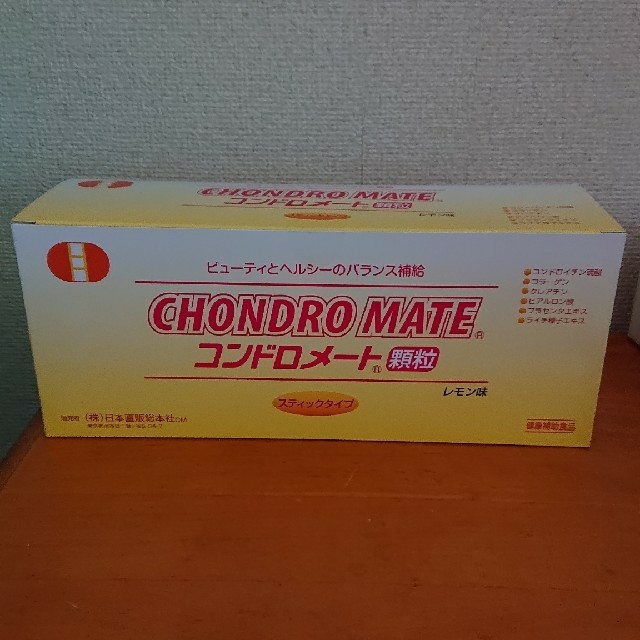 CHONDRO MATE
コンドロメート 顆粒
ビューティとヘルシーのバランス補給
CHONDRO MATE®
コンドロメート® 顆粒
スティックタイプ
レモン味
コンドロイチン硫酸
コラーゲン
クレアチン
ヒアルロン酸
プラセンタエキス
ライチ種子エキス
(株)日本直販総本社
健康補助食品